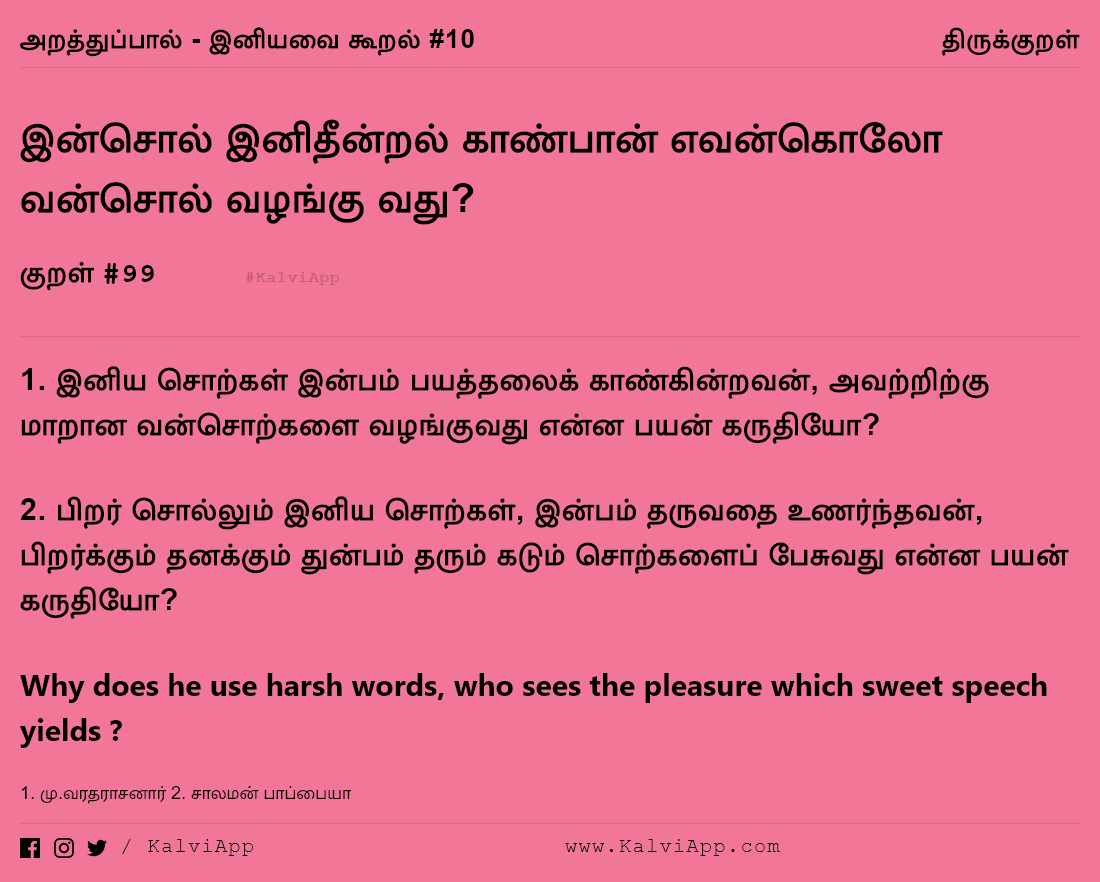 அறத்துப்பால் - இனியவை கூறல் #10
திருக்குறள்
இன்சொல் இனிதீன்றல் காண்பான் எவன்கொலோ
வன்சொல் வழங்கு வது?
குறள் #99
#KalviApp
1. இனிய சொற்கள் இன்பம் பயத்தலைக் காண்கின்றவன், அவற்றிற்கு
மாறான வன்சொற்களை வழங்குவது என்ன பயன் கருதியோ?
2. பிறர் சொல்லும் இனிய சொற்கள், இன்பம் தருவதை உணர்ந்தவன்,
பிறர்க்கும் தனக்கும் துன்பம் தரும் கடும் சொற்களைப் பேசுவது என்ன பயன்
கருதியோ?
Why does he use harsh words, who sees the pleasure which sweet speech
yields ?
1. மு.வரதராசனார் 2. சாலமன் பாப்பையா
/ KalviApp
www.KalviApp.com